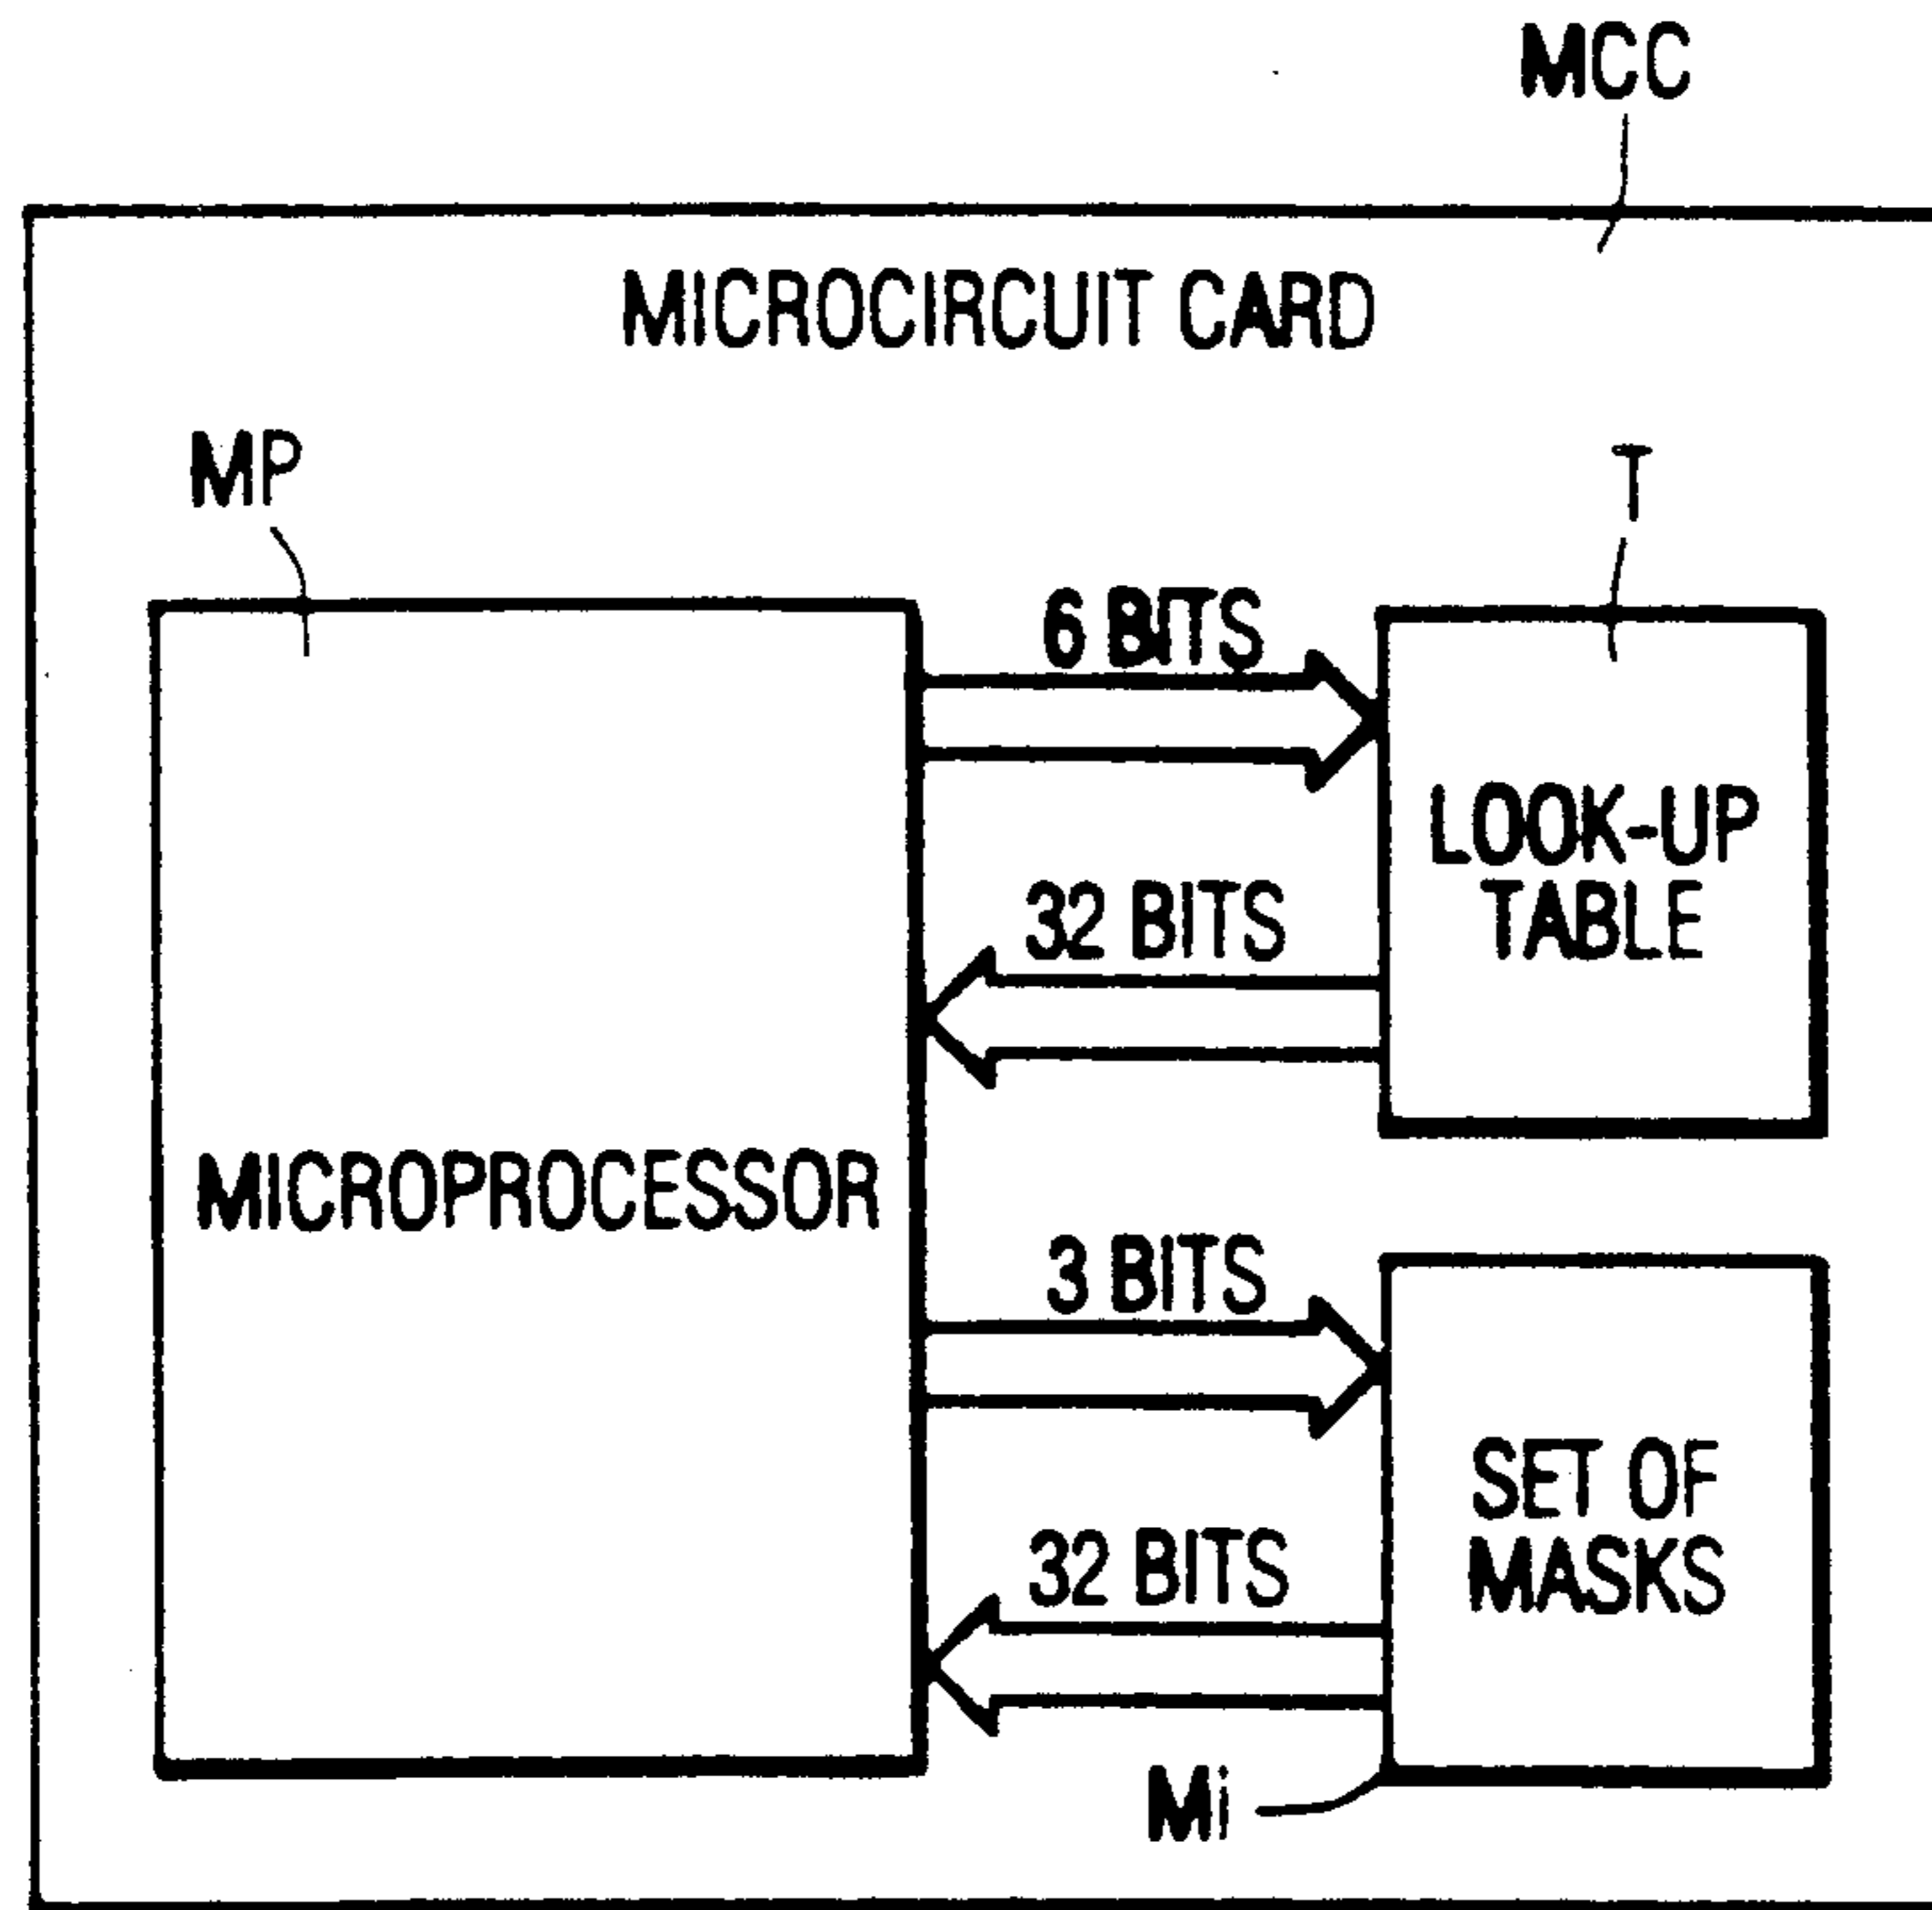 MCC
MICROCIRCUIT CARD
MP
T
6 BITS
LOOK-UP
TABLE
32 BITS
MICROPROCESSOR
3 BITS
SET OF
MASKS
32 BITS
Mi